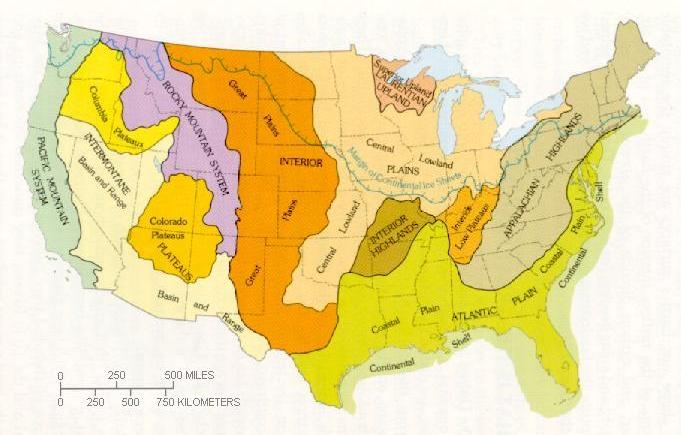 Superior Upland
LAURENTIAN
UPLAND
Columbia
Plateaus
ROCKY MOUNTAIN SYSTEM
Great
Plains
INTERIOR
Plains
Great
PACIFIC MOUNTAIN
SYSTEM
INTERMONTANE
Basin and Range
Colorado
Plateaus
PLATEAUS
Basin and Range
Central Lowland
PLAINS
Margin of Continental Ice Sheets
Central Lowland
INTERIOR
HIGHLANDS
Interior
Low Plateaus
APPALACHIAN HIGHLANDS
Coastal Plain
ATLANTIC PLAIN
Coastal Plain
Continental Shelf
Continental Shelf
0 250 500 MILES
0 250 500 750 KILOMETERS